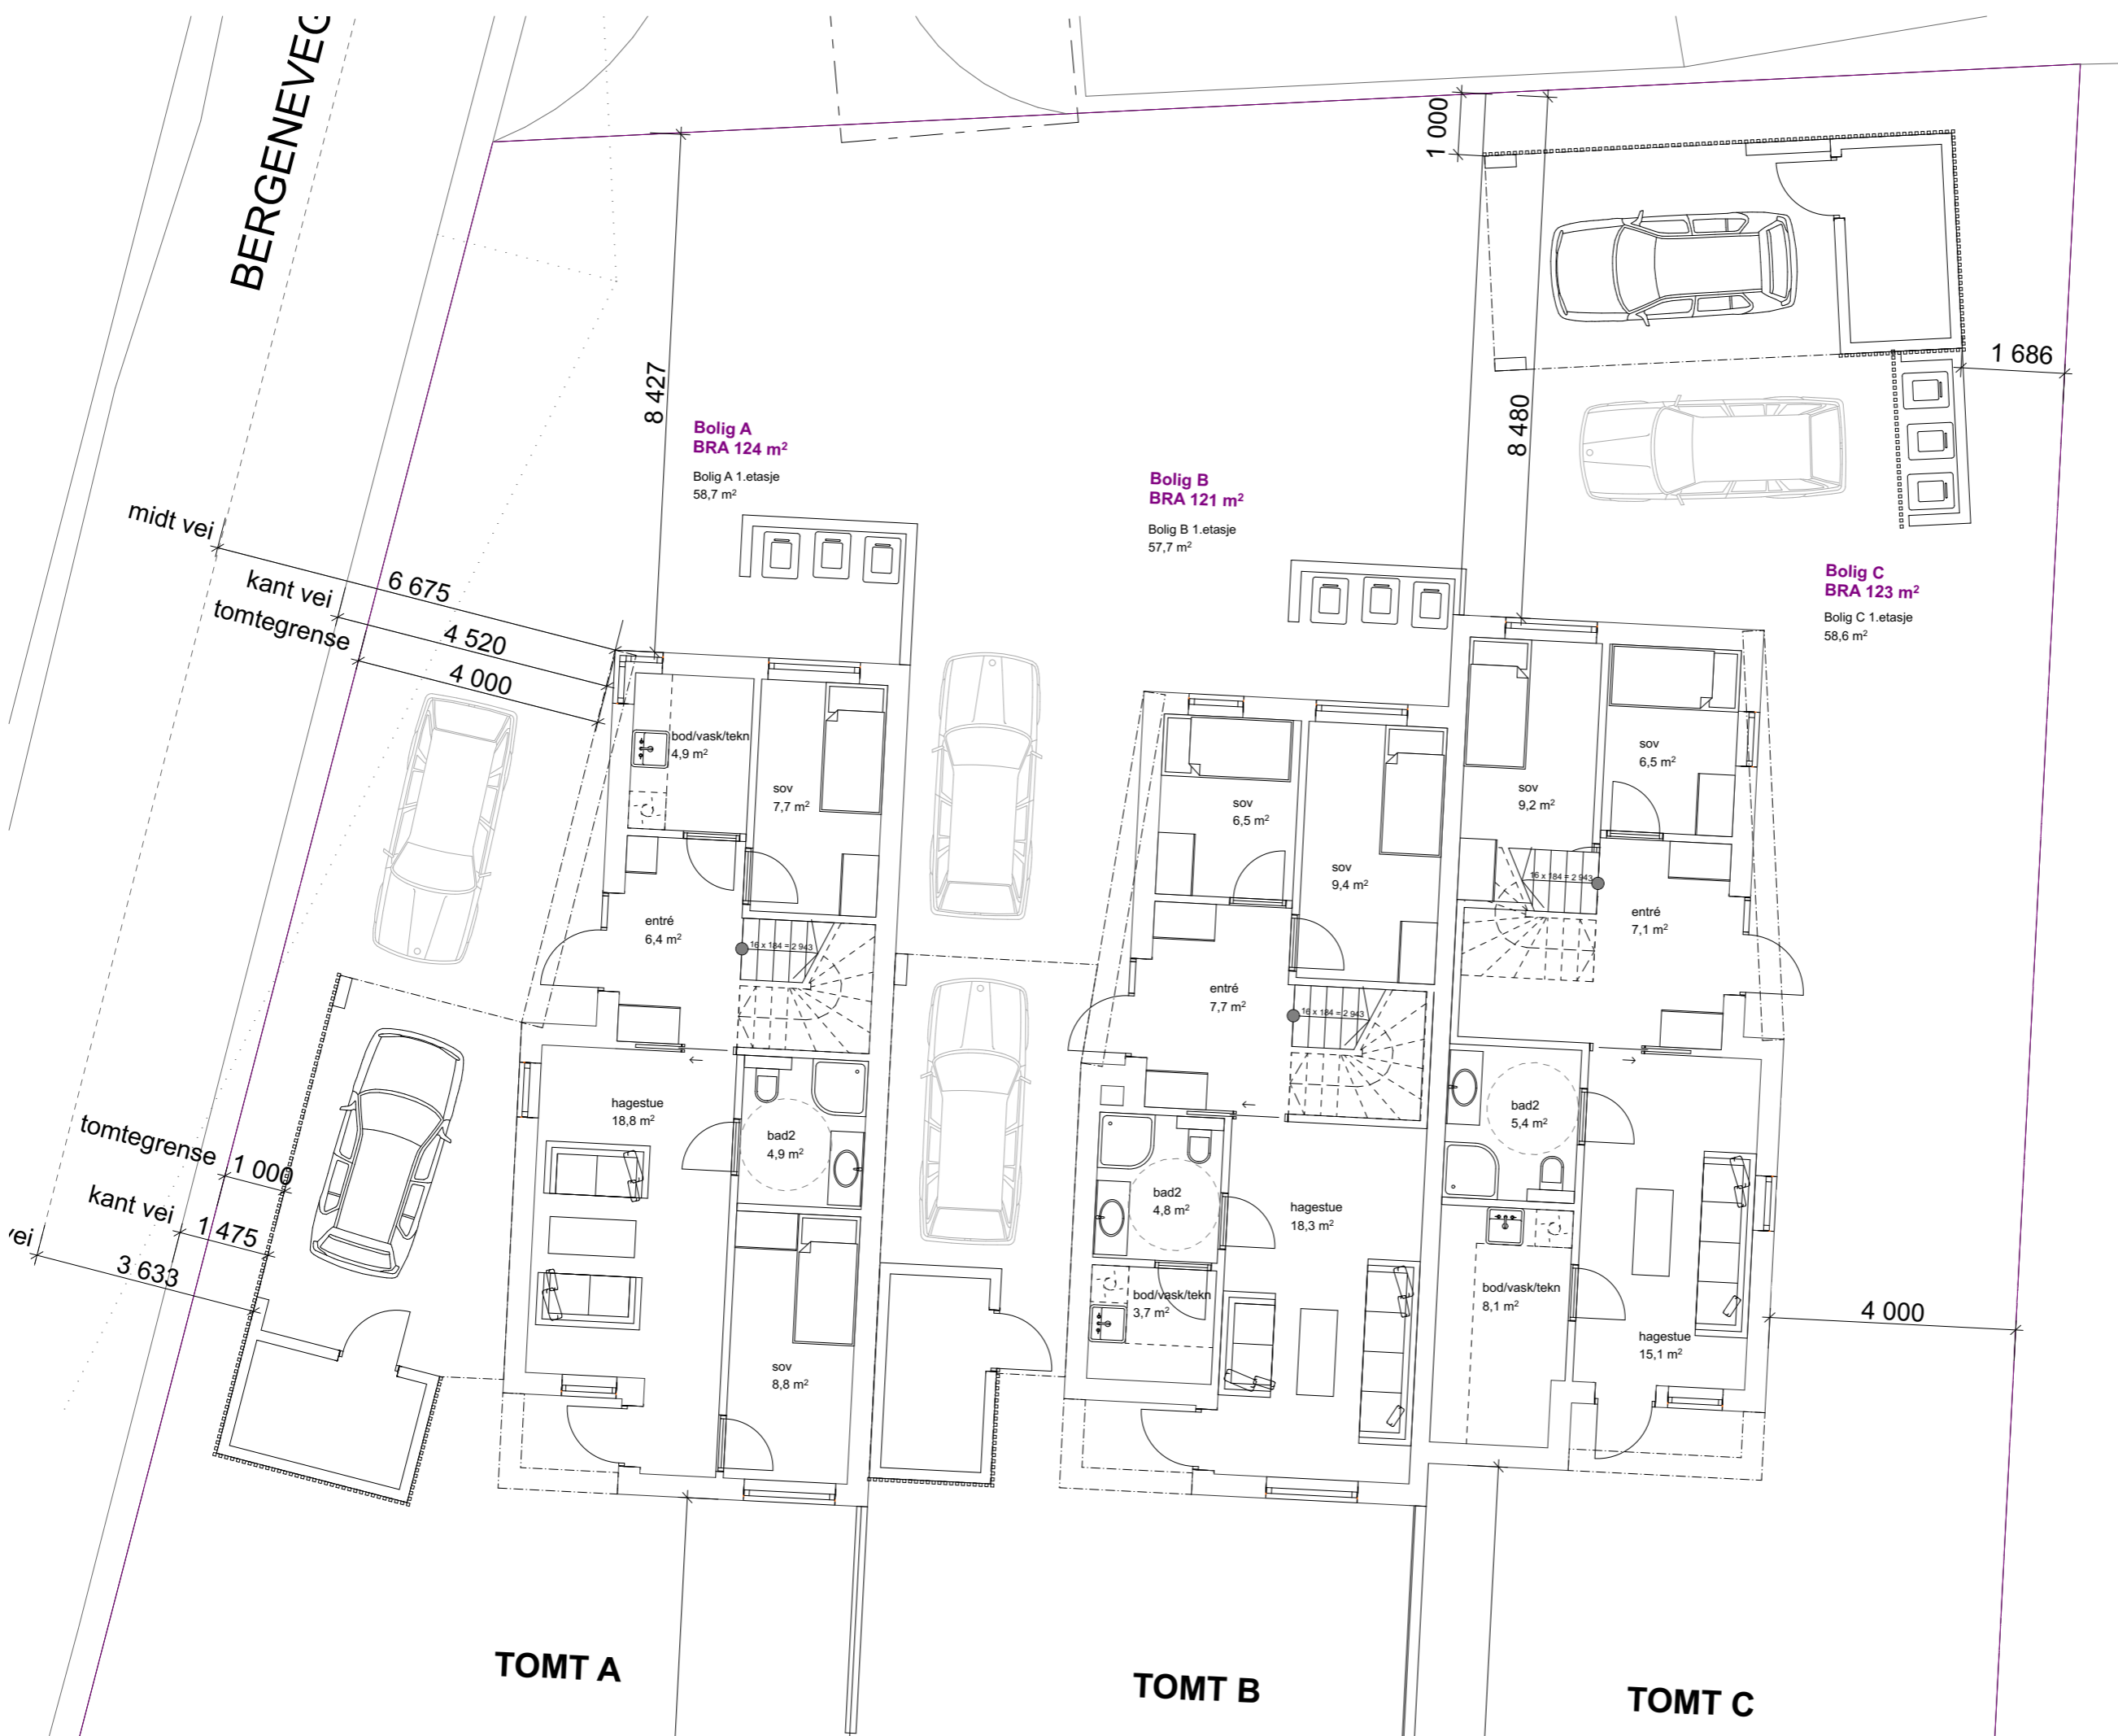 BERGENEVEG
1 000
8 427
8 480
1 686
Bolig A
BRA 124 m²
Bolig A 1.etasje
58,7 m²
Bolig B
BRA 121 m²
Bolig B 1.etasje
57,7 m²
Bolig C
BRA 123 m²
Bolig C 1.etasje
58,6 m²
midt vei
6 675
kant vei
4 520
tomtegrense
4 000
bod/vask/tekn
4,9 m²
sov
7,7 m²
entré
6,4 m²
16 x 184 = 2 943
hagestue
18,8 m²
bad2
4,9 m²
sov
8,8 m²
sov
6,5 m²
sov
9,4 m²
entré
7,7 m²
16 x 184 = 2 943
bad2
4,8 m²
hagestue
18,3 m²
bod/vask/tekn
3,7 m²
sov
9,2 m²
sov
6,5 m²
16 x 184 = 2 943
entré
7,1 m²
bad2
5,4 m²
bod/vask/tekn
8,1 m²
hagestue
15,1 m²
4 000
tomtegrense
1 000
kant vei
1 475
vei
3 633
TOMT A
TOMT B
TOMT C